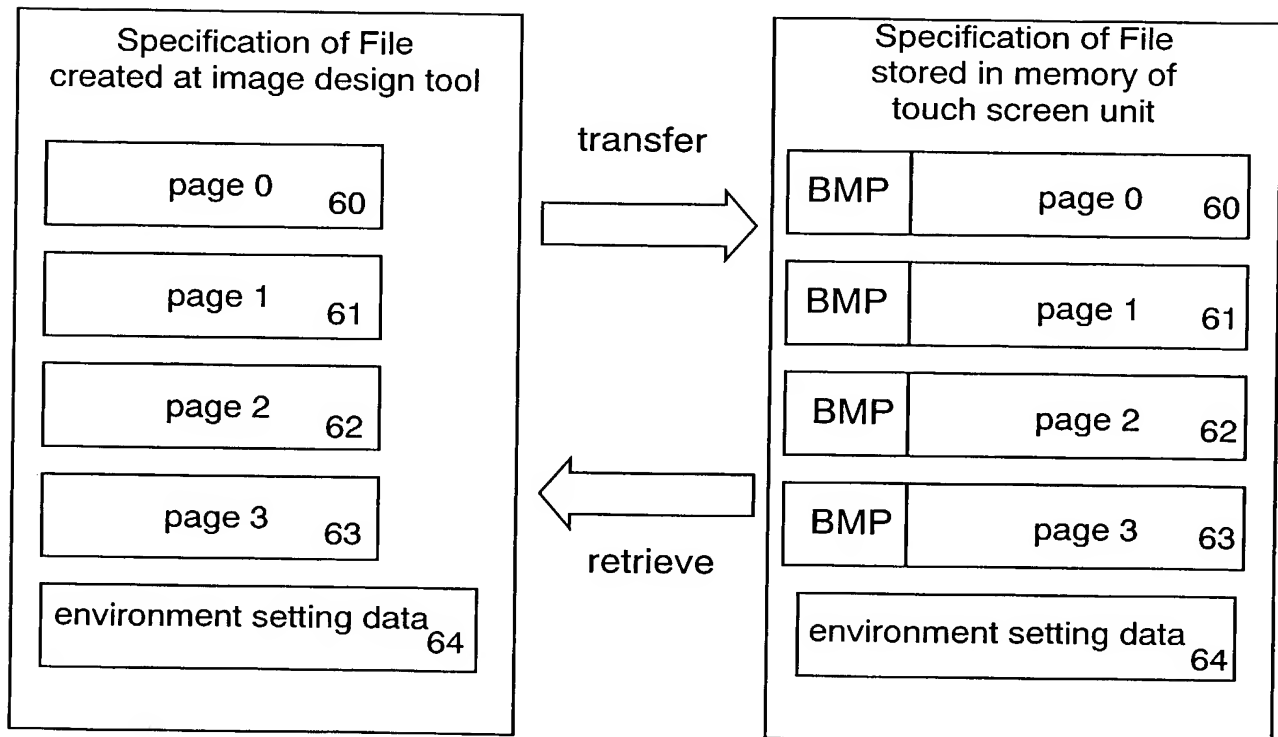 Specification of File
created at image design tool
page 0
60
page 1
61
page 2
62
page 3
63
environment setting data
64
transfer
retrieve
Specification of File
stored in memory of
touch screen unit
BMP
page 0
60
BMP
page 1
61
BMP
page 2
62
BMP
page 3
63
environment setting data
64